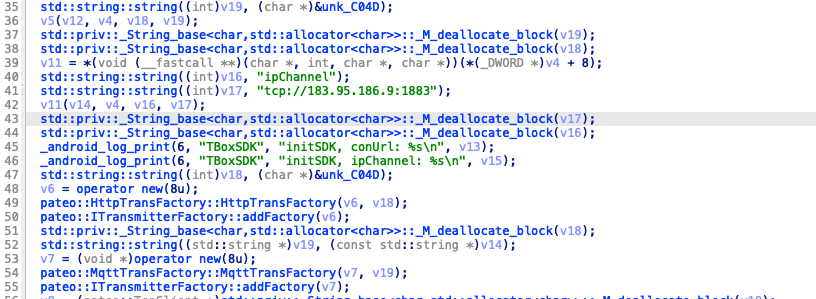 35 std::string::string((int)v19, (char *)&unk_C04D);
36 v5(v12, v4, v18, v19);
37 std::priv::_String_base<char,std::allocator<char>>::_M_deallocate_block(v19);
38 std::priv::_String_base<char,std::allocator<char>>::_M_deallocate_block(v18);
39 v11 = *(void (__fastcall **)(char *, int, char *, char *))(*(_DWORD *)v4 + 8);
40 std::string::string((int)v16, "ipChannel");
41 std::string::string((int)v17, "tcp://183.95.186.9:1883");
42 v11(v14, v4, v16, v17);
43 std::priv::_String_base<char,std::allocator<char>>::_M_deallocate_block(v17);
44 std::priv::_String_base<char,std::allocator<char>>::_M_deallocate_block(v16);
45 _android_log_print(6, "TBoxSDK", "initSDK, conUrl: %s\n", v13);
46 _android_log_print(6, "TBoxSDK", "initSDK, ipChannel: %s\n", v15);
47 std::string::string((int)v18, (char *)&unk_C04D);
48 v6 = operator new(8u);
49 pateo::HttpTransFactory::HttpTransFactory(v6, v18);
50 pateo::ITransmitterFactory::addFactory(v6);
51 std::priv::_String_base<char,std::allocator<char>>::_M_deallocate_block(v18);
52 std::string::string((std::string *)v19, (const std::string *)v14);
53 v7 = (void *)operator new(8u);
54 pateo::MqttTransFactory::MqttTransFactory(v7, v19);
55 pateo::ITransmitterFactory::addFactory(v7);